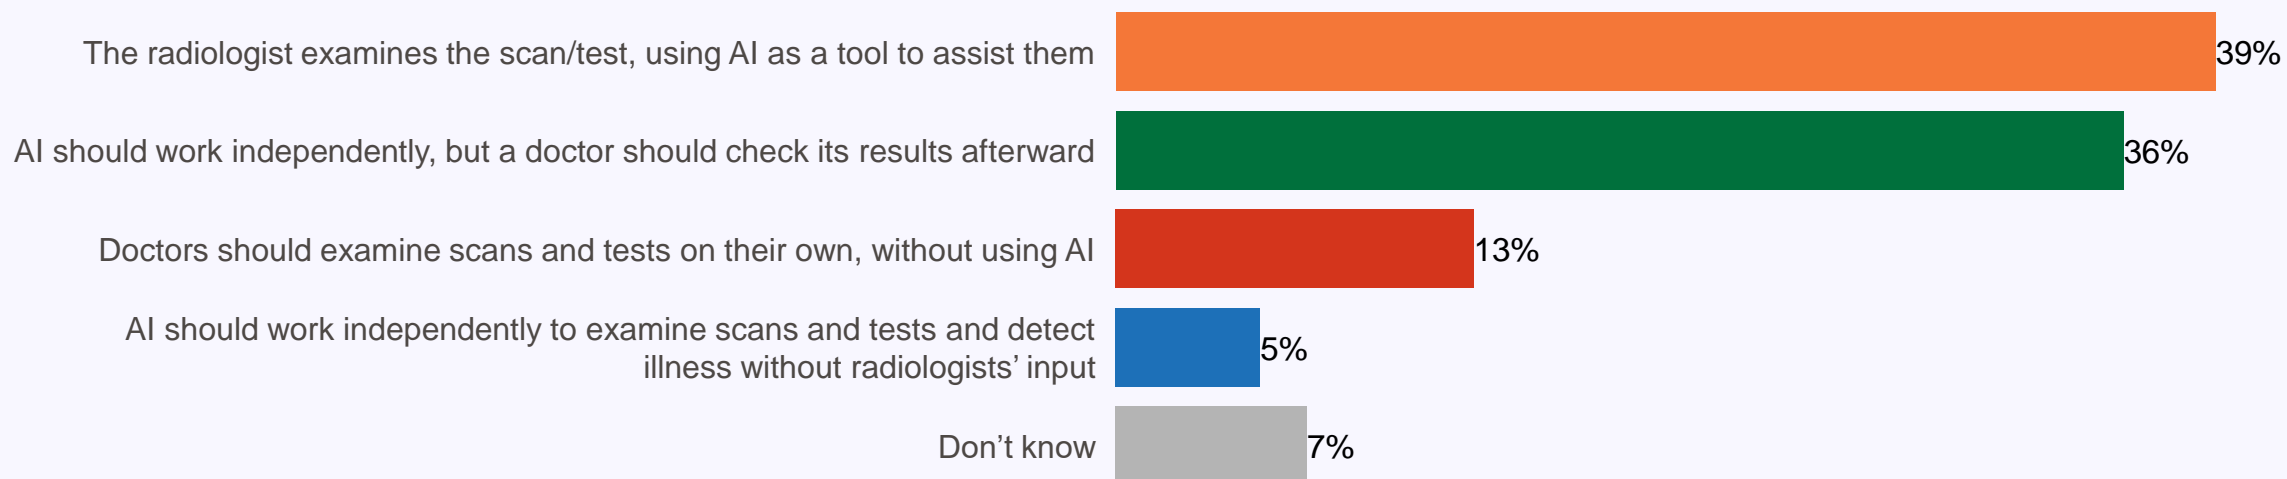 The radiologist examines the scan/test, using AI as a tool to assist them 39%
AI should work independently, but a doctor should check its results afterward 36%
Doctors should examine scans and tests on their own, without using AI 13%
AI should work independently to examine scans and tests and detect
illness without radiologists’ input 5%
Don’t know 7%